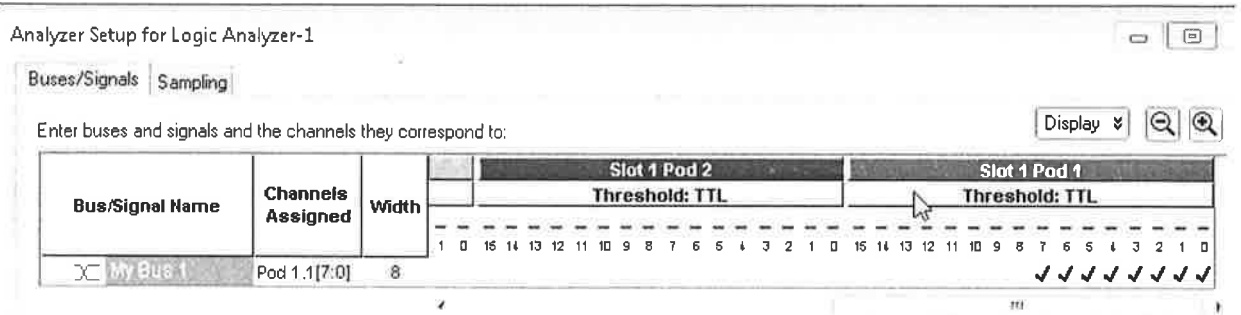 Analyzer Setup for Logic Analyzer-1
Buses/Signals Sampling
Enter buses and signals and the channels they correspond to: Display
Slot 1 Pod 2 Slot 1 Pod 1
Bus/Signal Name Channels Assigned Width Threshold: TTL Threshold: TTL
1 0 15 14 13 12 11 10 9 8 7 6 5 4 3 2 1 0 15 14 13 12 11 10 9 8 7 6 5 4 3 2 1 0
My Bus 1 Pod 1.1[7:0] 8 ✓ ✓ ✓ ✓ ✓ ✓ ✓ ✓